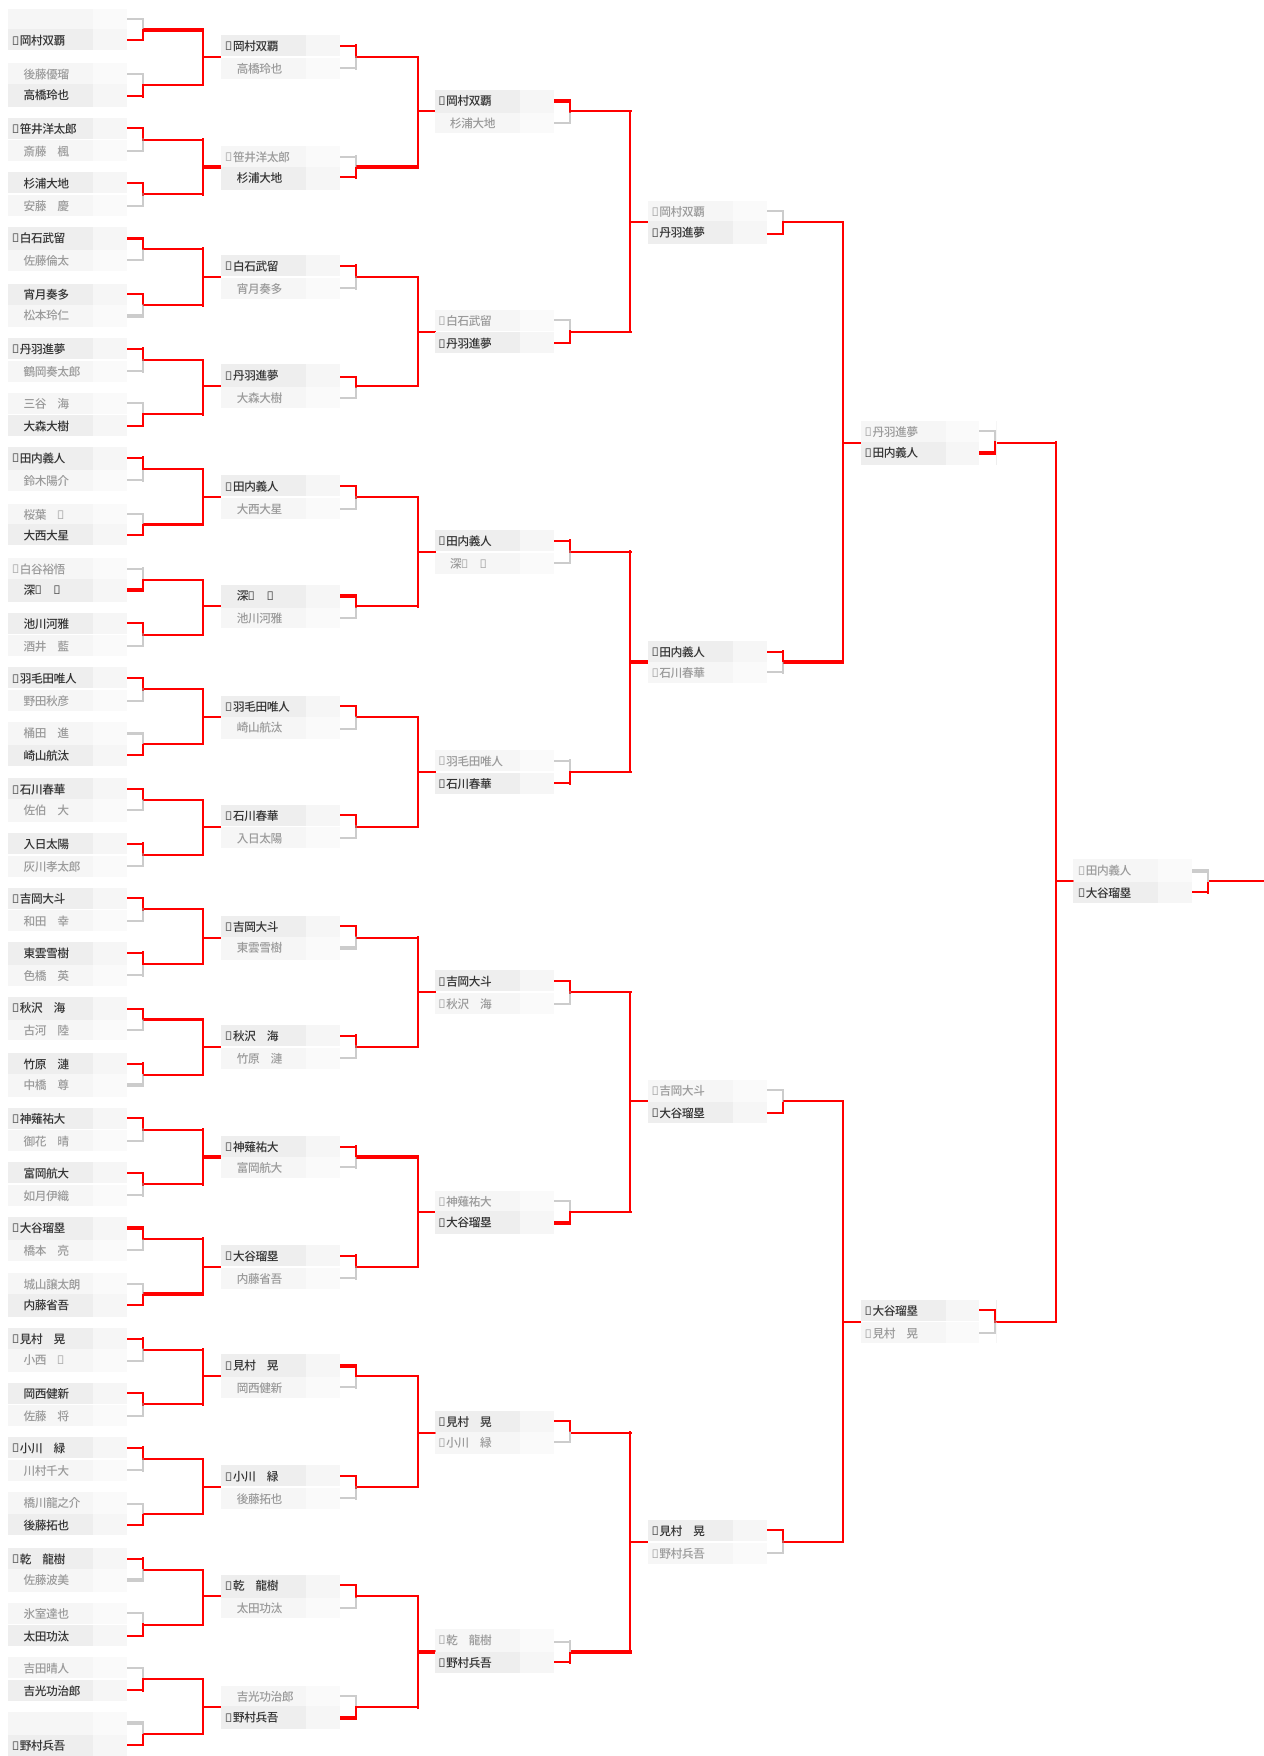 岡村双覇
後藤優瑠
高橋玲也
笹井洋太郎
斎藤　楓
杉浦大地
安藤　慶
白石武留
佐藤倫太
宵月奏多
松本玲仁
丹羽進夢
鶴岡奏太郎
三谷　海
大森大樹
田内義人
鈴木陽介
桜葉
大西大星
白谷裕悟
深
池川河雅
酒井　藍
羽毛田唯人
野田秋彦
桶田　進
崎山航汰
石川春華
佐伯　大
入日太陽
灰川孝太郎
吉岡大斗
和田　幸
東雲雪樹
色橋　英
秋沢　海
古河　陸
竹原　漣
中橋　尊
神薙祐大
御花　晴
富岡航大
如月伊織
大谷瑠塁
橋本　亮
城山譲太朗
内藤省吾
見村　晃
小西
岡西健新
佐藤　将
小川　緑
川村千大
橋川龍之介
後藤拓也
乾　龍樹
佐藤波美
氷室達也
太田功汰
吉田晴人
吉光功治郎
野村兵吾
岡村双覇
高橋玲也
笹井洋太郎
杉浦大地
白石武留
宵月奏多
丹羽進夢
大森大樹
田内義人
大西大星
深
池川河雅
羽毛田唯人
崎山航汰
石川春華
入日太陽
吉岡大斗
東雲雪樹
秋沢　海
竹原　漣
神薙祐大
富岡航大
大谷瑠塁
内藤省吾
見村　晃
岡西健新
小川　緑
後藤拓也
乾　龍樹
太田功汰
吉光功治郎
野村兵吾
岡村双覇
杉浦大地
白石武留
丹羽進夢
田内義人
深
羽毛田唯人
石川春華
吉岡大斗
秋沢　海
神薙祐大
大谷瑠塁
見村　晃
小川　緑
乾　龍樹
野村兵吾
岡村双覇
丹羽進夢
田内義人
石川春華
吉岡大斗
大谷瑠塁
見村　晃
野村兵吾
丹羽進夢
田内義人
大谷瑠塁
見村　晃
田内義人
大谷瑠塁